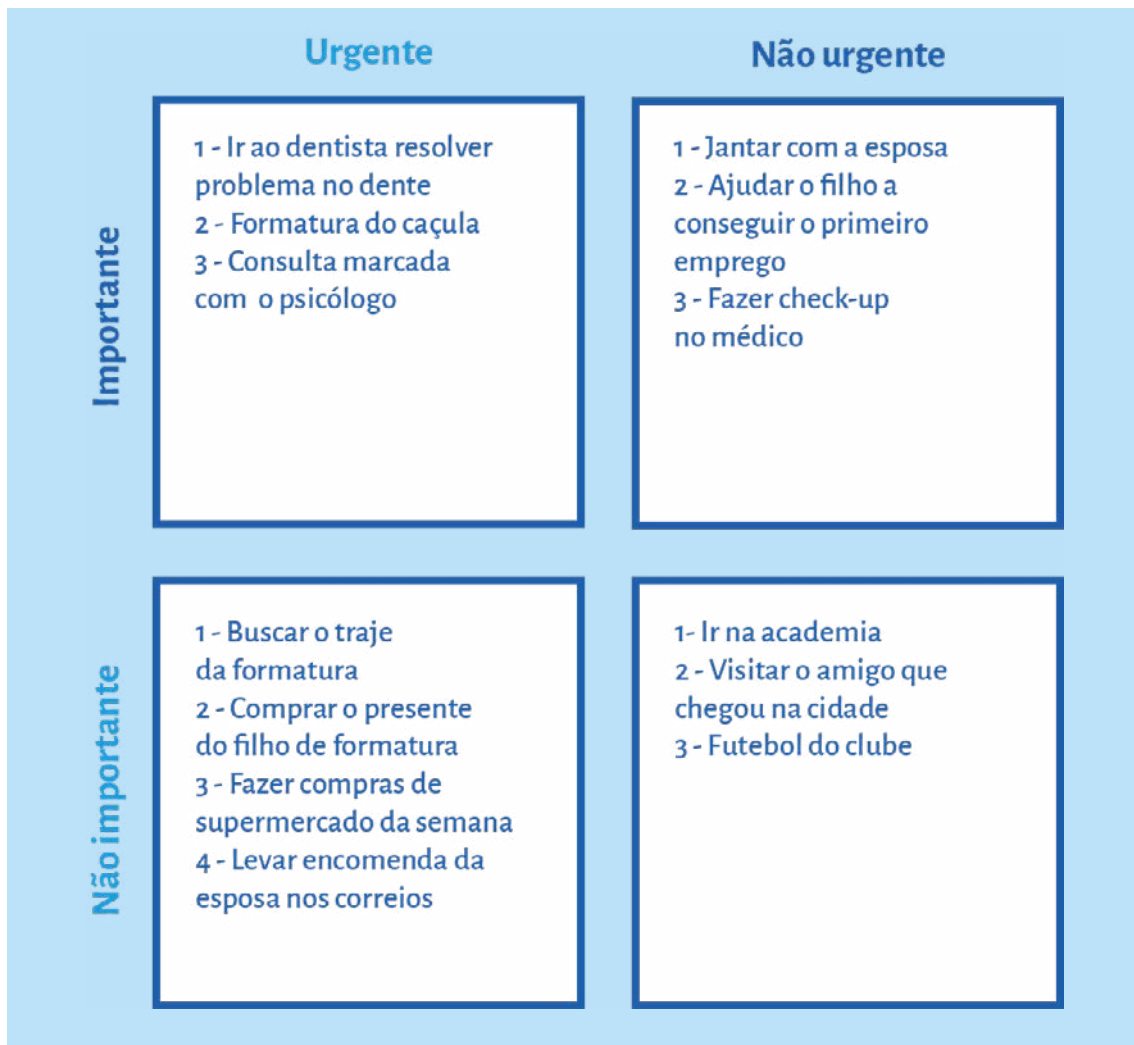 Urgente
Não urgente
Importante
1 - Ir ao dentista resolver
problema no dente
2 - Formatura do caçula
3 - Consulta marcada
com o psicólogo
1 - Jantar com a esposa
2 - Ajudar o filho a
conseguir o primeiro
emprego
3 - Fazer check-up
no médico
Não importante
1 - Buscar o traje
da formatura
2 - Comprar o presente
do filho de formatura
3 - Fazer compras de
supermercado da semana
4 - Levar encomenda da
esposa nos correios
1- Ir na academia
2 - Visitar o amigo que
chegou na cidade
3 - Futebol do clube